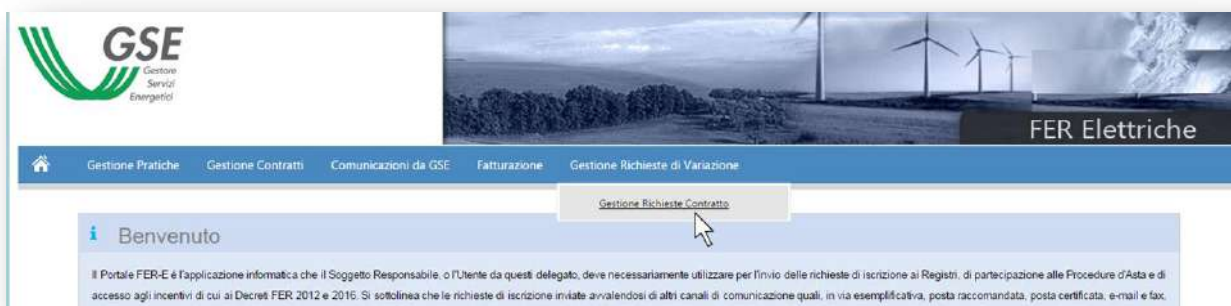 GSE
Gestore
Servizi
Energetici
FER Elettriche
Gestione Pratiche Gestione Contratti Comunicazioni da GSE Fatturazione Gestione Richieste di Variazione
Gestione Richieste Contratto
i Benvenuto
Il Portale FER-E è l'applicazione informatica che il Soggetto Responsabile, o l'Utente da questi delegato, deve necessariamente utilizzare per l'invio delle richieste di iscrizione ai Registri, di partecipazione alle Procedure d'Asta e di
accesso agli incentivi di cui ai Decreti FER 2012 e 2016. Si sottolinea che le richieste di iscrizione inviate avvalendosi di altri canali di comunicazione quali, in via esemplificativa, posta raccomandata, posta certificata, e-mail e fax,